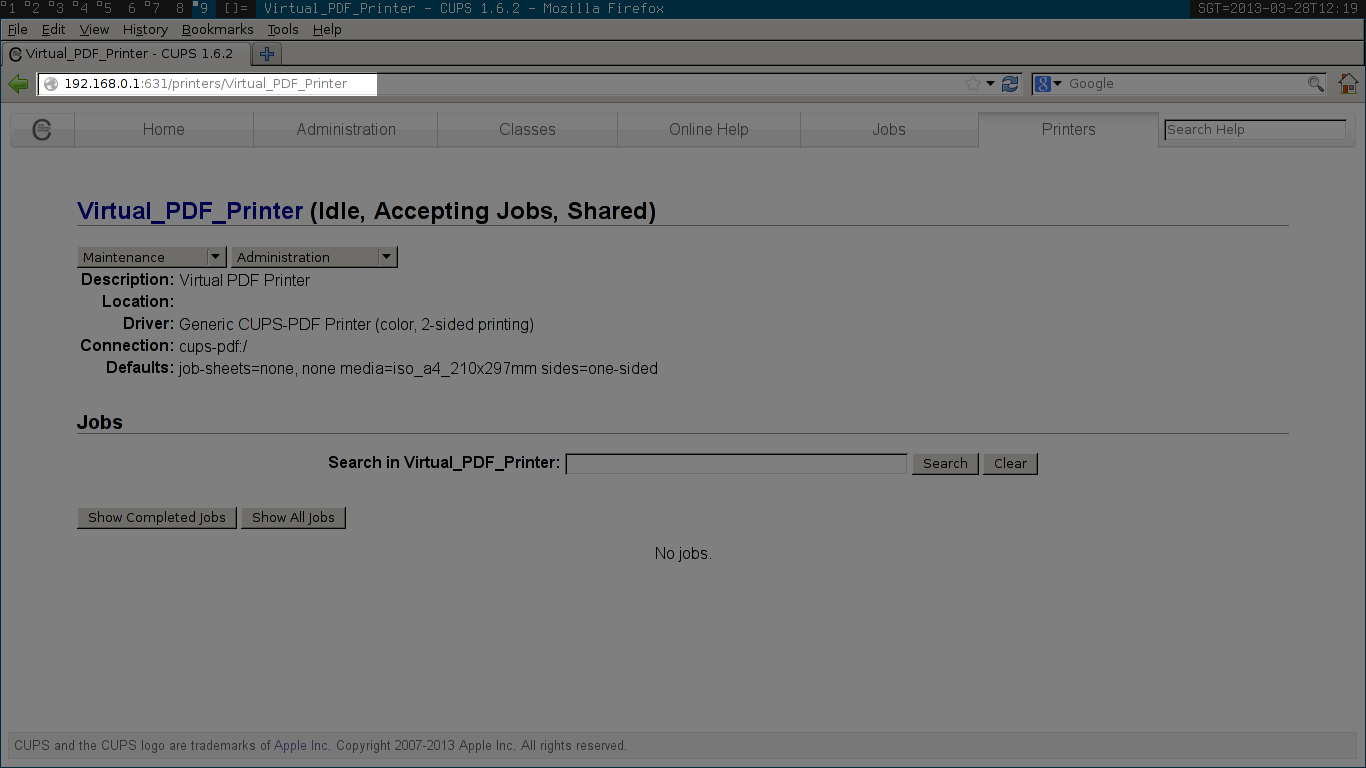 1 2 3 4 5 6 7 8 9 []= Virtual_PDF_Printer - CUPS 1.6.2 - Mozilla Firefox SGT=2013-03-28T12:19
File Edit View History Bookmarks Tools Help
Virtual_PDF_Printer - CUPS 1.6.2
192.168.0.1:631/printers/Virtual_PDF_Printer Google
Home Administration Classes Online Help Jobs Printers Search Help
Virtual_PDF_Printer (Idle, Accepting Jobs, Shared)
Maintenance Administration
Description: Virtual PDF Printer
Location:
Driver: Generic CUPS-PDF Printer (color, 2-sided printing)
Connection: cups-pdf:/
Defaults: job-sheets=none, none media=iso_a4_210x297mm sides=one-sided
Jobs
Search in Virtual_PDF_Printer: Search Clear
Show Completed Jobs Show All Jobs
No jobs.
CUPS and the CUPS logo are trademarks of Apple Inc. Copyright 2007-2013 Apple Inc. All rights reserved.